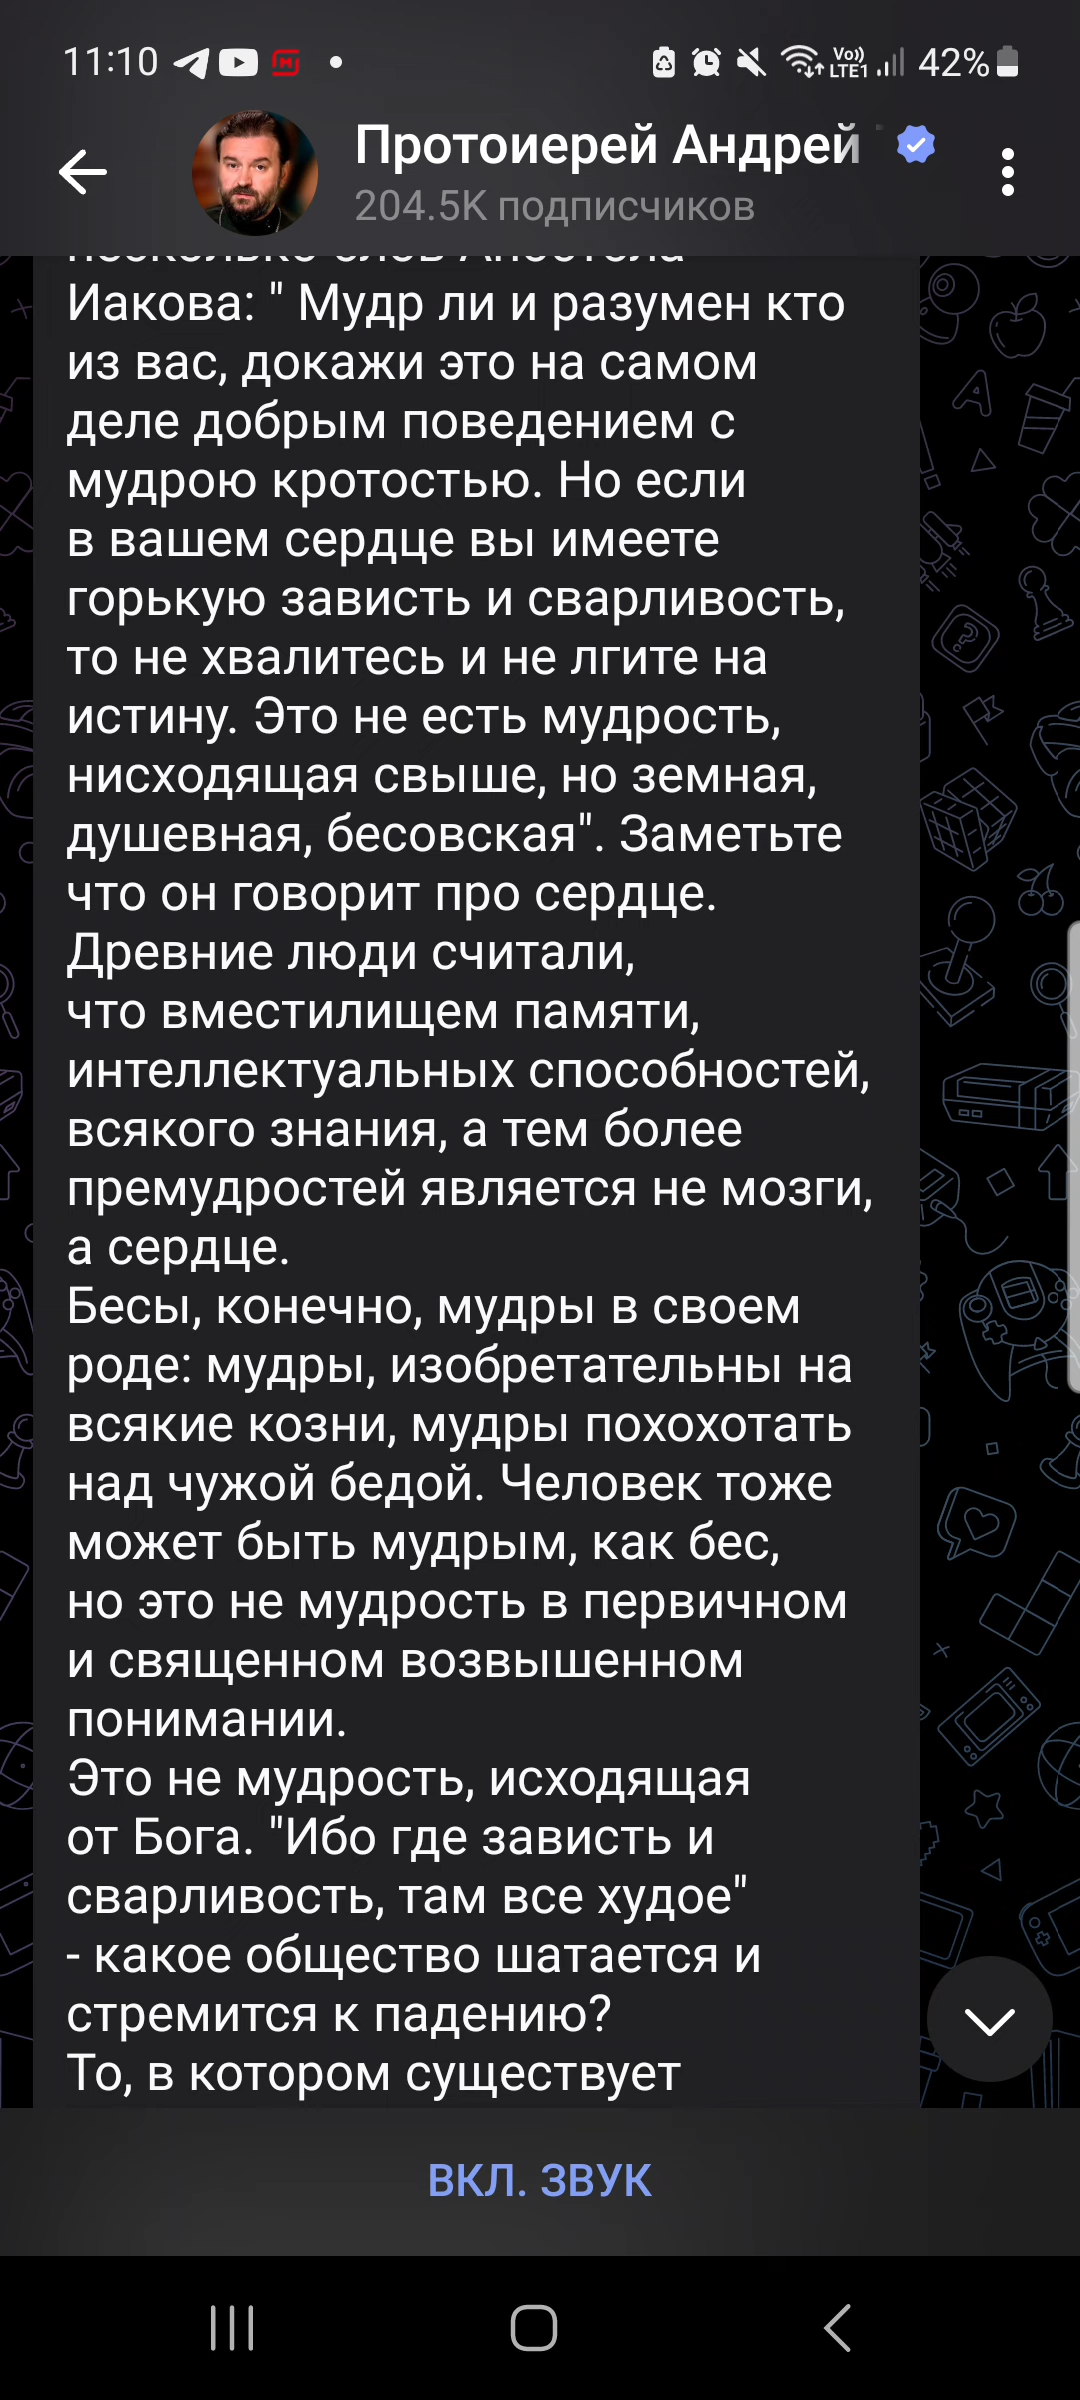 11:10
Vo))
LTE1
42%
Протоиерей Андрей
204.5K подписчиков
несколько слов Апостола
Иакова: " Мудр ли и разумен кто
из вас, докажи это на самом
деле добрым поведением с
мудрою кротостью. Но если
в вашем сердце вы имеете
горькую зависть и сварливость,
то не хвалитесь и не лгите на
истину. Это не есть мудрость,
нисходящая свыше, но земная,
душевная, бесовская". Заметьте
что он говорит про сердце.
Древние люди считали,
что вместилищем памяти,
интеллектуальных способностей,
всякого знания, а тем более
премудростей является не мозги,
а сердце.
Бесы, конечно, мудры в своем
роде: мудры, изобретательны на
всякие козни, мудры похохотать
над чужой бедой. Человек тоже
может быть мудрым, как бес,
но это не мудрость в первичном
и священном возвышенном
понимании.
Это не мудрость, исходящая
от Бога. "Ибо где зависть и
сварливость, там все худое"
- какое общество шатается и
стремится к падению?
То, в котором существует
ВКЛ. ЗВУК